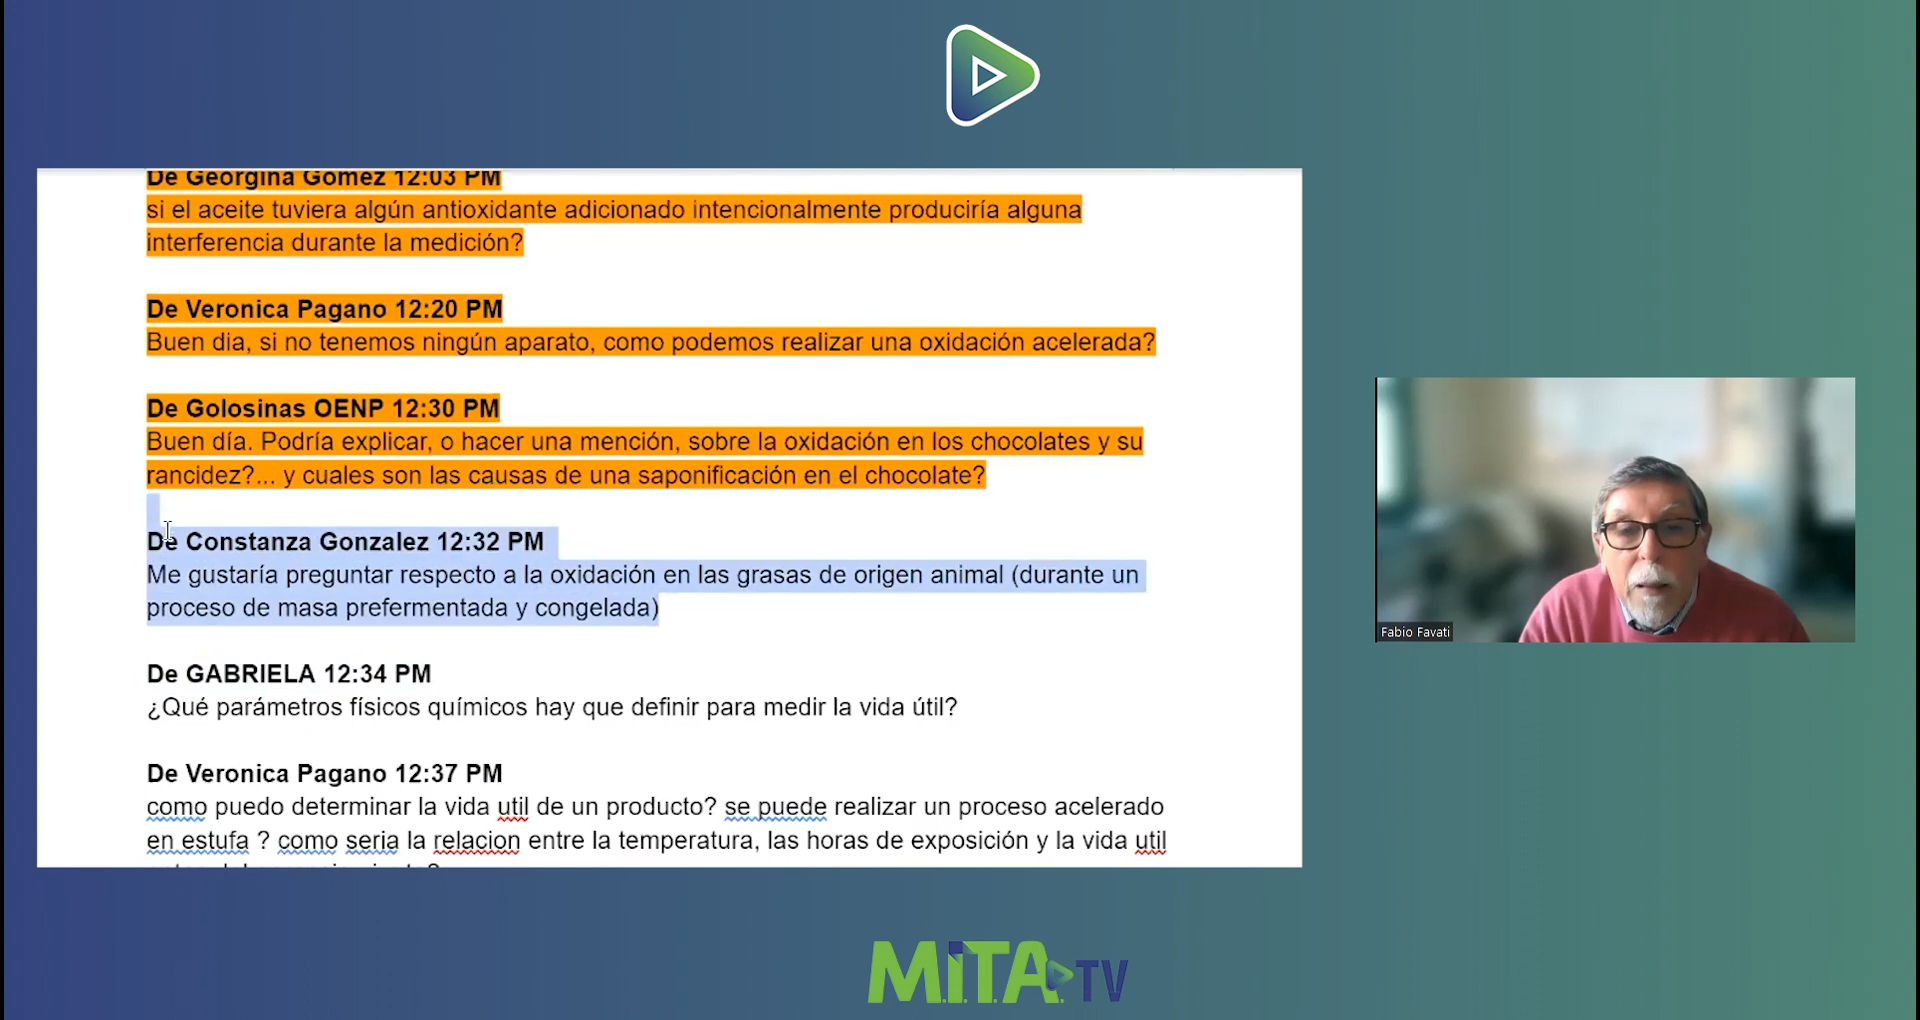 De Georgina Gomez 12:03 PM
si el aceite tuviera algún antioxidante adicionado intencionalmente produciría alguna
interferencia durante la medición?
De Veronica Pagano 12:20 PM
Buen dia, si no tenemos ningún aparato, como podemos realizar una oxidación acelerada?
De Golosinas OENP 12:30 PM
Buen día. Podría explicar, o hacer una mención, sobre la oxidación en los chocolates y su
rancidez?... y cuales son las causas de una saponificación en el chocolate?
De Constanza Gonzalez 12:32 PM
Me gustaría preguntar respecto a la oxidación en las grasas de origen animal (durante un
proceso de masa prefermentada y congelada)
De GABRIELA 12:34 PM
¿Qué parámetros físicos químicos hay que definir para medir la vida útil?
De Veronica Pagano 12:37 PM
como puedo determinar la vida util de un producto? se puede realizar un proceso acelerado
en estufa ? como seria la relacion entre la temperatura, las horas de exposición y la vida util
Fabio Favati
M.I.T.A. TV